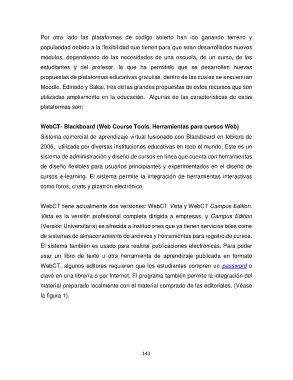 Por otro lado las plataformas de código abierto han ido ganando terreno y
popularidad debido a la flexibilidad que tienen para que sean desarrollados nuevos
módulos, dependiendo de las necesidades de una escuela, de un curso, de los
estudiantes y del profesor, lo que ha permitido que se desarrollen nuevas
propuestas de plataformas educativas gratuitas, dentro de las cuales se encuentran
Moodle, Edmodo y Sakai, tres de las grandes propuestas de estos recursos que son
utilizadas ampliamente en la educación. Algunas de las características de estas
plataformas son:
WebCT- Blackboard (Web Course Tools, Herramientas para cursos Web)
Sistema comercial de aprendizaje virtual fusionado con Blackboard en febrero de
2006, utilizada por diversas instituciones educativas en todo el mundo. Este es un
sistema de administración y diseño de cursos en línea que cuenta con herramientas
de diseño flexibles para usuarios principiantes y experimentados en el diseño de
cursos e-learning. El sistema permite la integración de herramientas interactivas
como foros, chats y pizarrón electrónico.
WebCT tiene actualmente dos versiones: WebCT Vista y WebCT Campus Edition.
Vista es la versión profesional completa dirigida a empresas, y Campus Edition
(Versión Universitaria) es ofrecida a instituciones que ya tienen servicios tales como
de sistemas de almacenamiento de archivos y herramientas para registro de cursos.
El sistema también es usado para realizar publicaciones electrónicas. Para poder
usar un libro de texto u otra herramienta de aprendizaje publicada en formato
WebCT, algunos editores requieren que los estudiantes compren un password o
clave en una librería o por Internet. El programa también permite la integración del
material preparado localmente con el material comprado de las editoriales. (Véase
la figura 1).
143